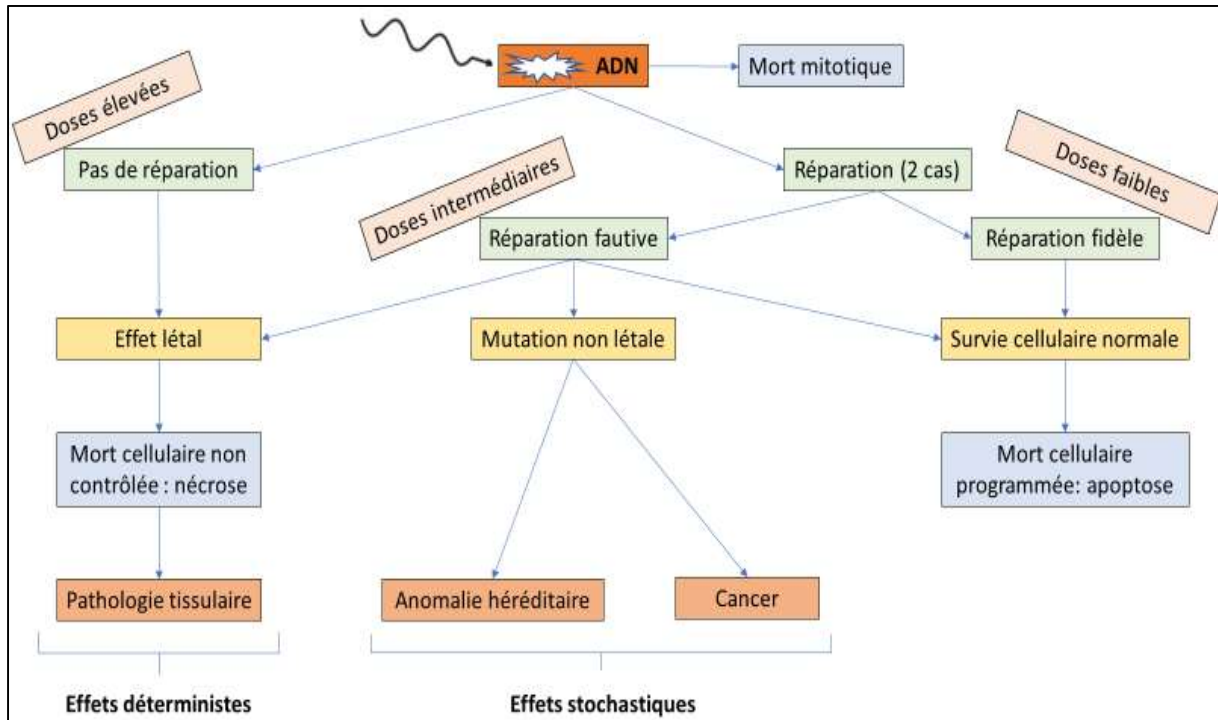 ADN
Mort mitotique
Doses élevées
Pas de réparation
Réparation (2 cas)
Doses faibles
Doses intermédiaires
Réparation fautive
Réparation fidèle
Effet létal
Mutation non létale
Survie cellulaire normale
Mort cellulaire non
contrôlée : nécrose
Mort cellulaire
programmée: apoptose
Pathologie tissulaire
Anomalie héréditaire
Cancer
Effets déterministes
Effets stochastiques